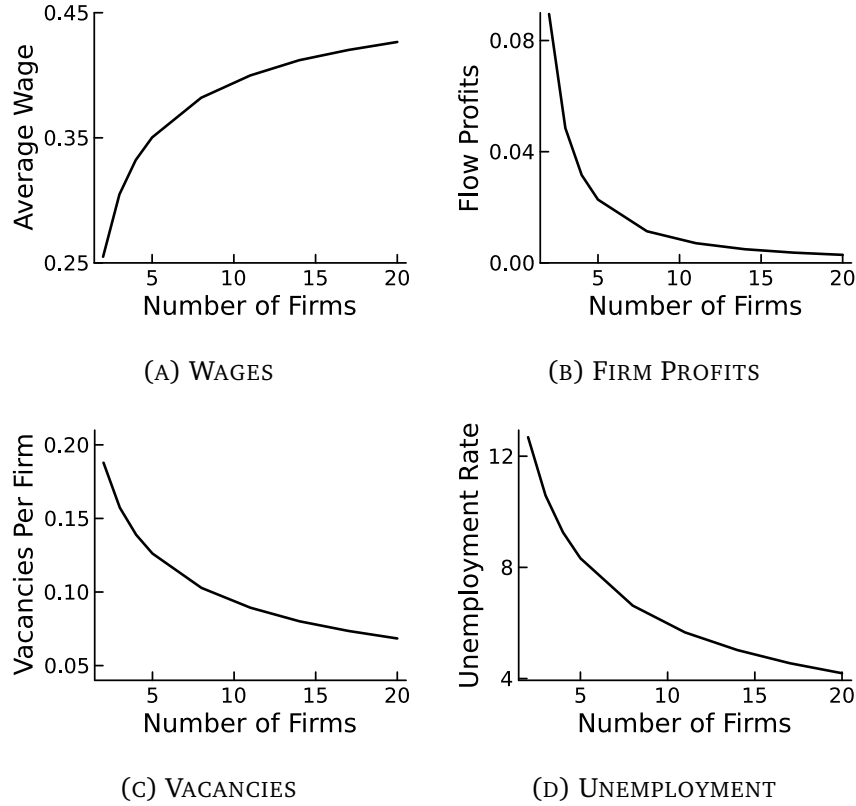 Average Wage
0.45
0.35
0.25
5
10
15
20
Number of Firms
(A) WAGES
Flow Profits
0.08
0.04
0.00
5
10
15
20
Number of Firms
(B) FIRM PROFITS
Vacancies Per Firm
0.20
0.15
0.10
0.05
5
10
15
20
Number of Firms
(C) VACANCIES
Unemployment Rate
12
8
4
5
10
15
20
Number of Firms
(D) UNEMPLOYMENT